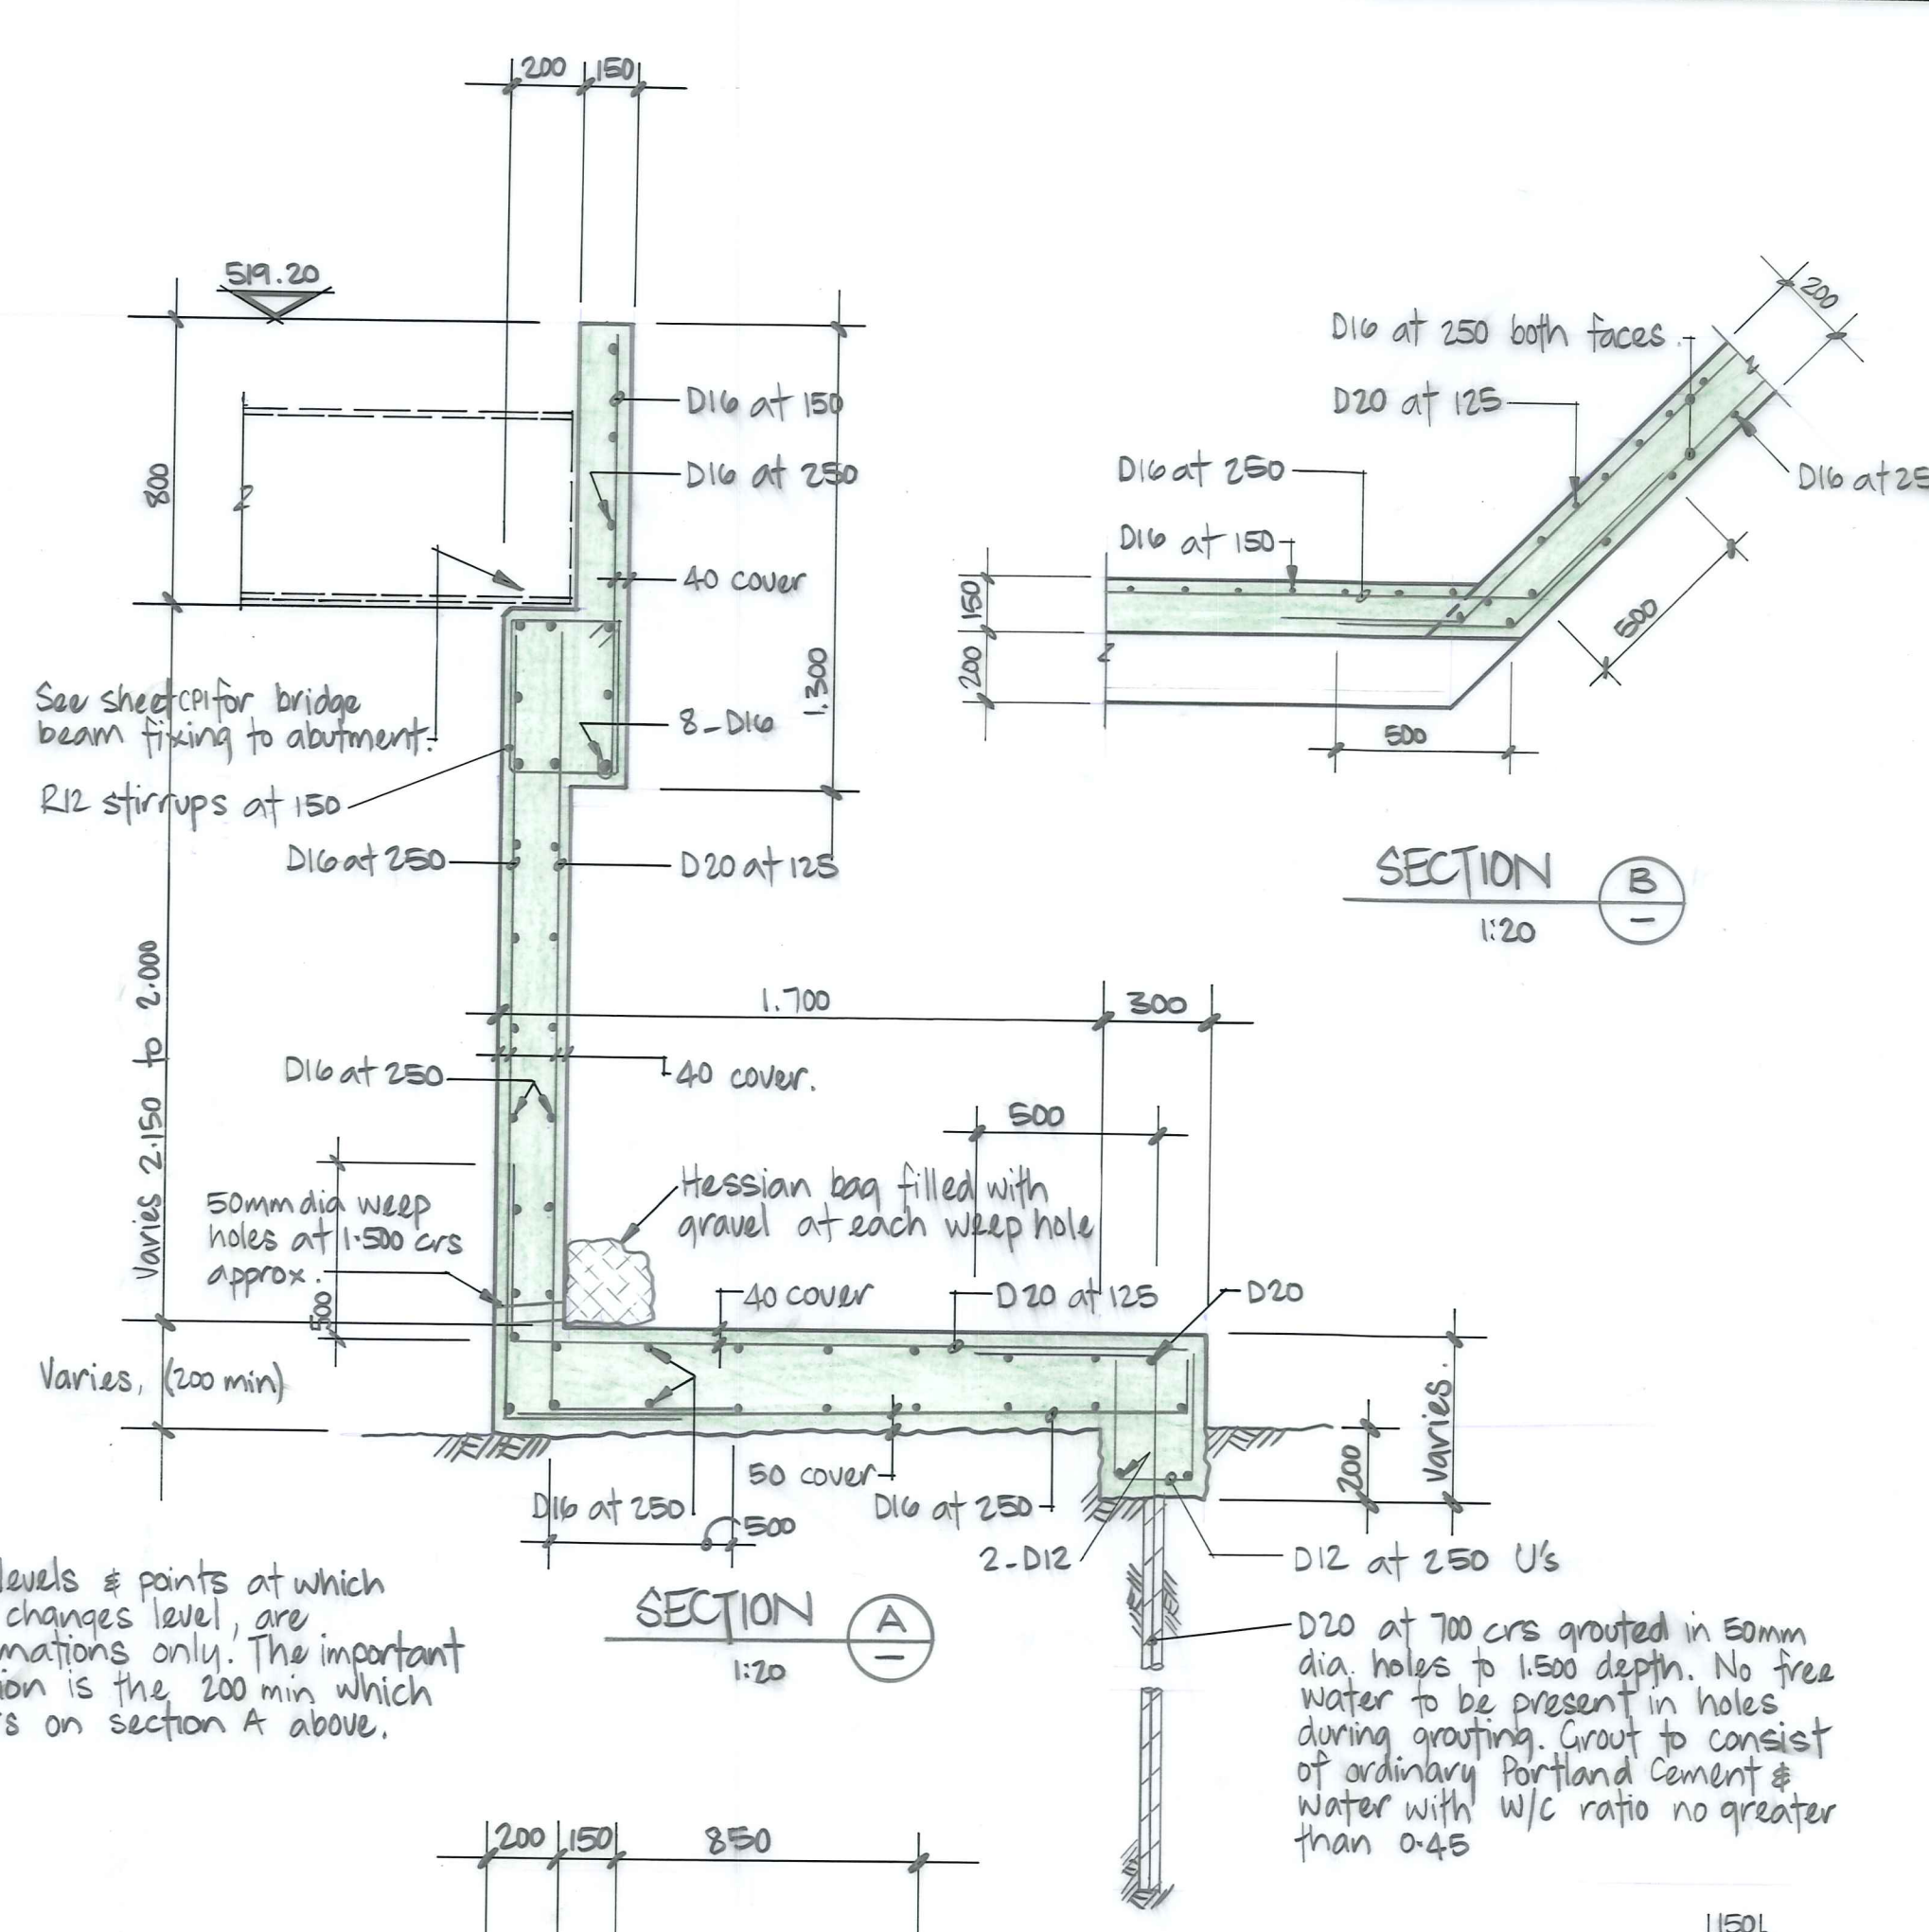 200 150
519.20
800
D16 at 150
D16 at 250
40 cover
1.300
See sheet CP1 for bridge
beam fixing to abutment.
8-D16
R12 stirrups at 150
D16 at 250
D20 at 125
Varies 2.150 to 2.000
1.700
300
D16 at 250
40 cover.
500
50mm dia weep
holes at 1.500 crs
approx.
500
Hessian bag filled with
gravel at each weep hole
40 cover
D20 at 125
D20
Varies, (200 min)
50 cover
D16 at 250
D16 at 250
500
200
Varies.
2-D12
D12 at 250 U's
SECTION A
1:20
D20 at 700 crs grouted in 50mm
dia. holes to 1.500 depth. No free
water to be present in holes
during grouting. Grout to consist
of ordinary Portland Cement &
water with W/C ratio no greater
than 0.45
D16 at 250 both faces.
200
D20 at 125
D16 at 250
D16 at 25
D16 at 150
150
200
500
500
SECTION B
1:20
levels & points at which
changes level, are
mations only. The important
ion is the 200 min which
s on section A above.
200 150 850
150